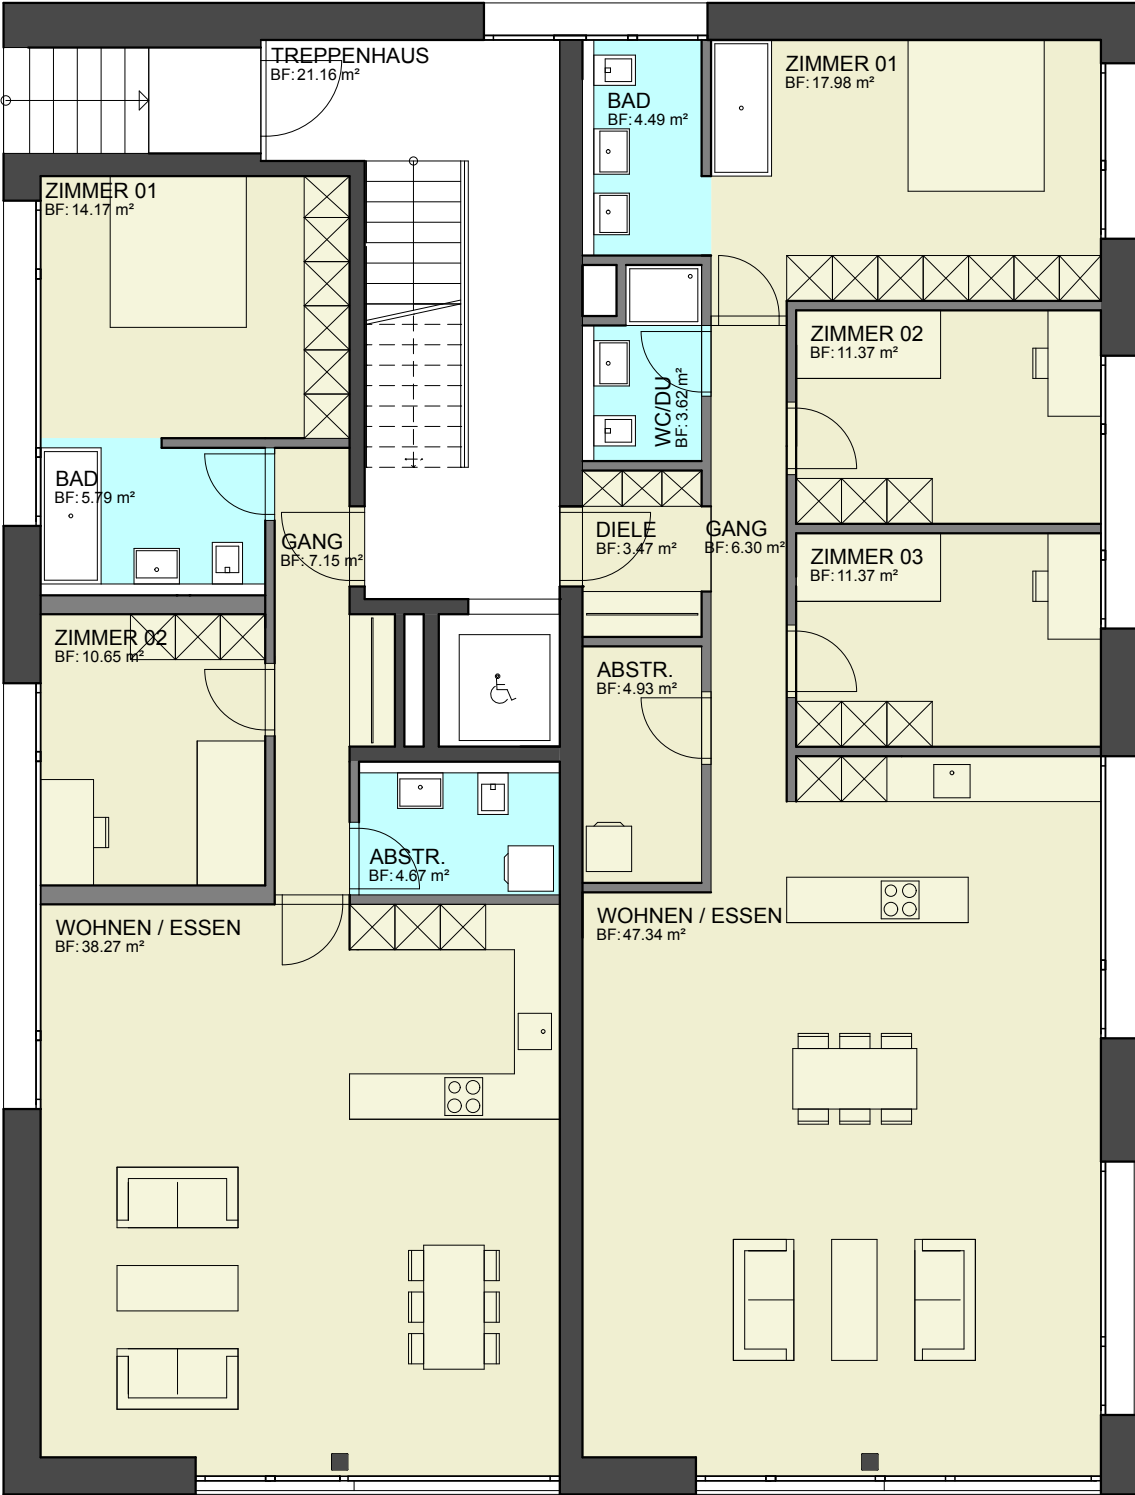 TREPPENHAUS
BF: 21.16 m²
ZIMMER 01
BF: 17.98 m²
BAD
BF: 4.49 m²
ZIMMER 01
BF: 14.17 m²
ZIMMER 02
BF: 11.37 m²
WC/DU
BF: 3.62 m²
BAD
BF: 5.79 m²
GANG
BF: 7.15 m²
DIELE
BF: 3.47 m²
GANG
BF: 6.30 m²
ZIMMER 03
BF: 11.37 m²
ZIMMER 02
BF: 10.65 m²
ABSTR.
BF: 4.93 m²
ABSTR.
BF: 4.67 m²
WOHNEN / ESSEN
BF: 38.27 m²
WOHNEN / ESSEN
BF: 47.34 m²